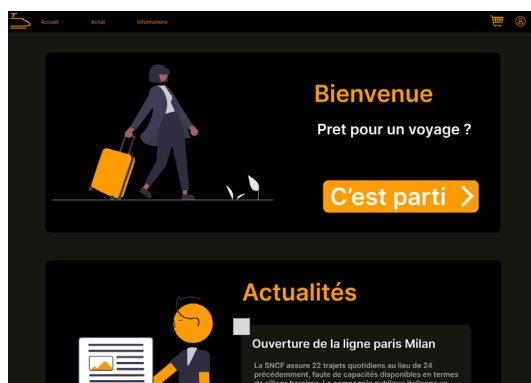 Accueil
Achat
Informations
Bienvenue
Pret pour un voyage ?
C'est parti
Actualités
Ouverture de la ligne paris Milan
La SNCF assure 22 trajets quotidiens au lieu de 24
précédemment, faute de capacités disponibles en termes